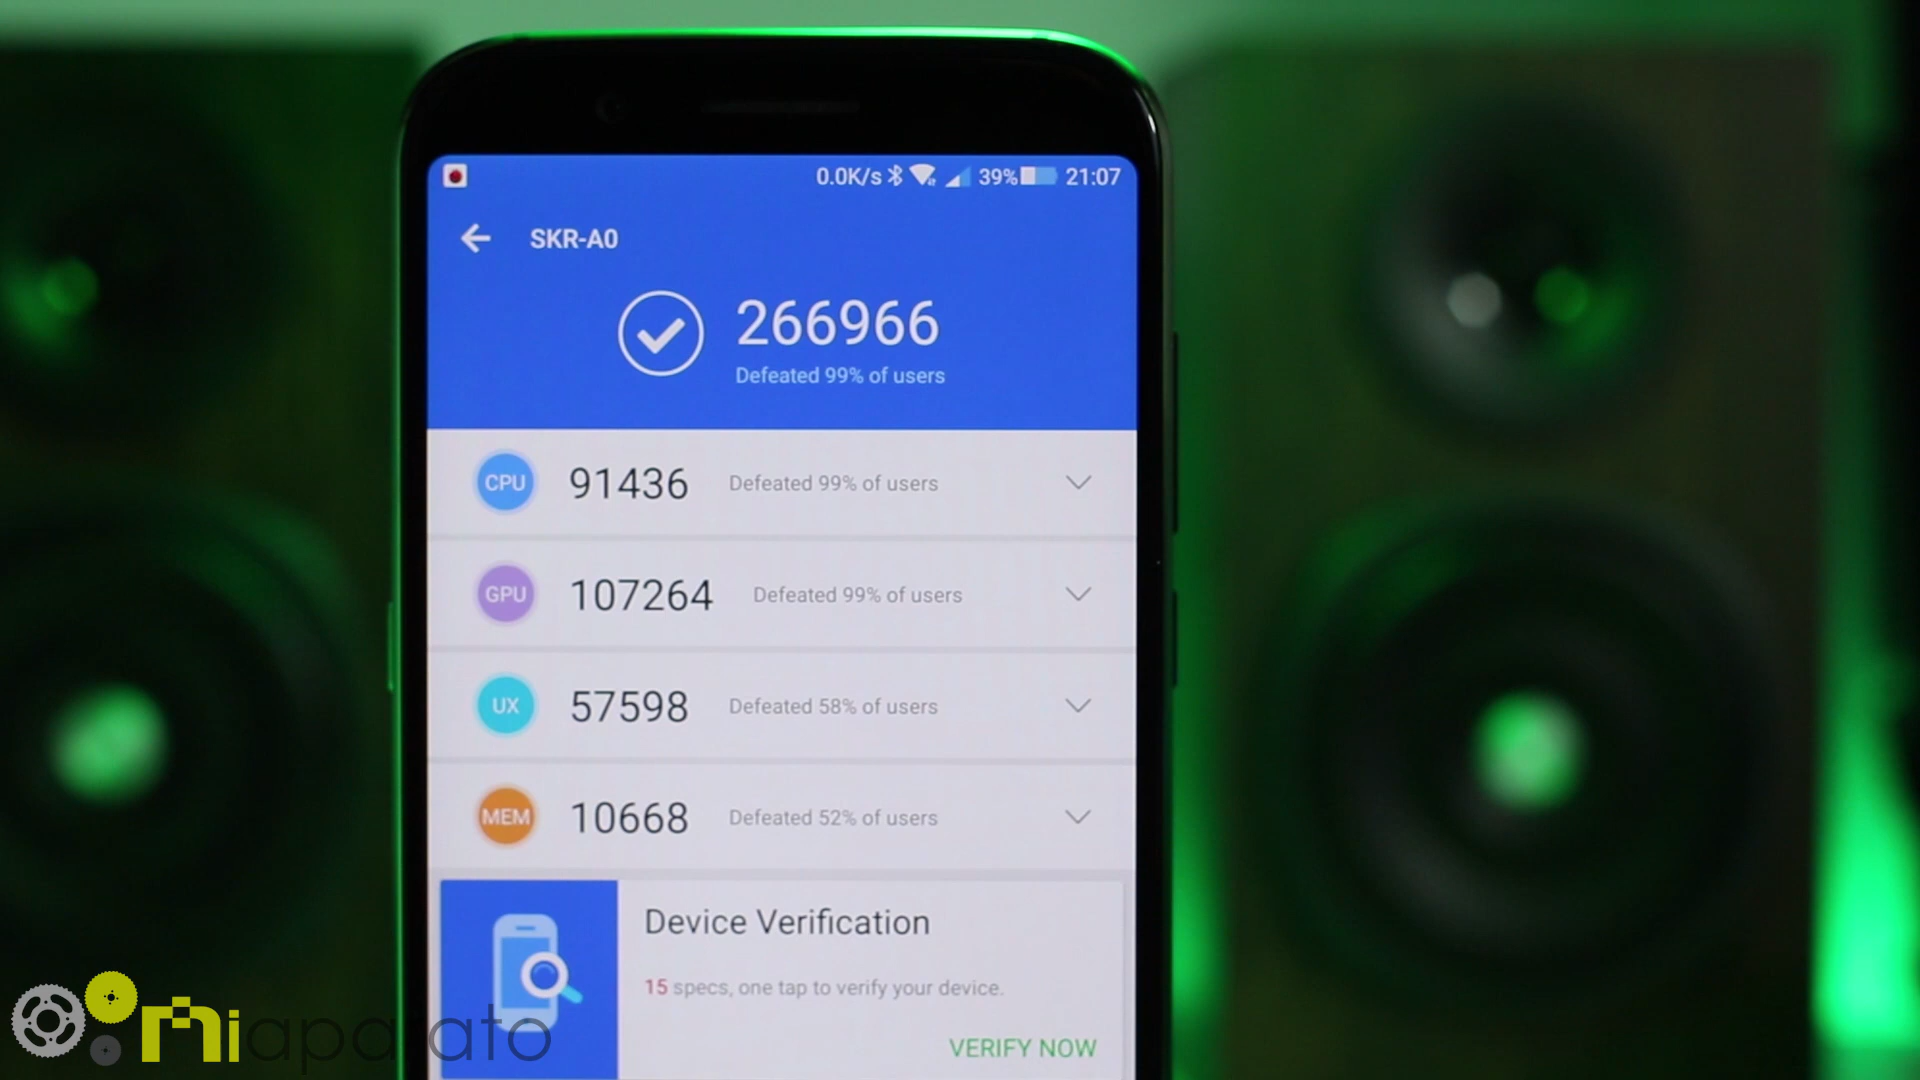 0.0K/s 39% 21:07
SKR-A0
266966
Defeated 99% of users
CPU 91436 Defeated 99% of users
GPU 107264 Defeated 99% of users
UX 57598 Defeated 58% of users
MEM 10668 Defeated 52% of users
Device Verification
15 specs, one tap to verify your device.
VERIFY NOW
miaparato